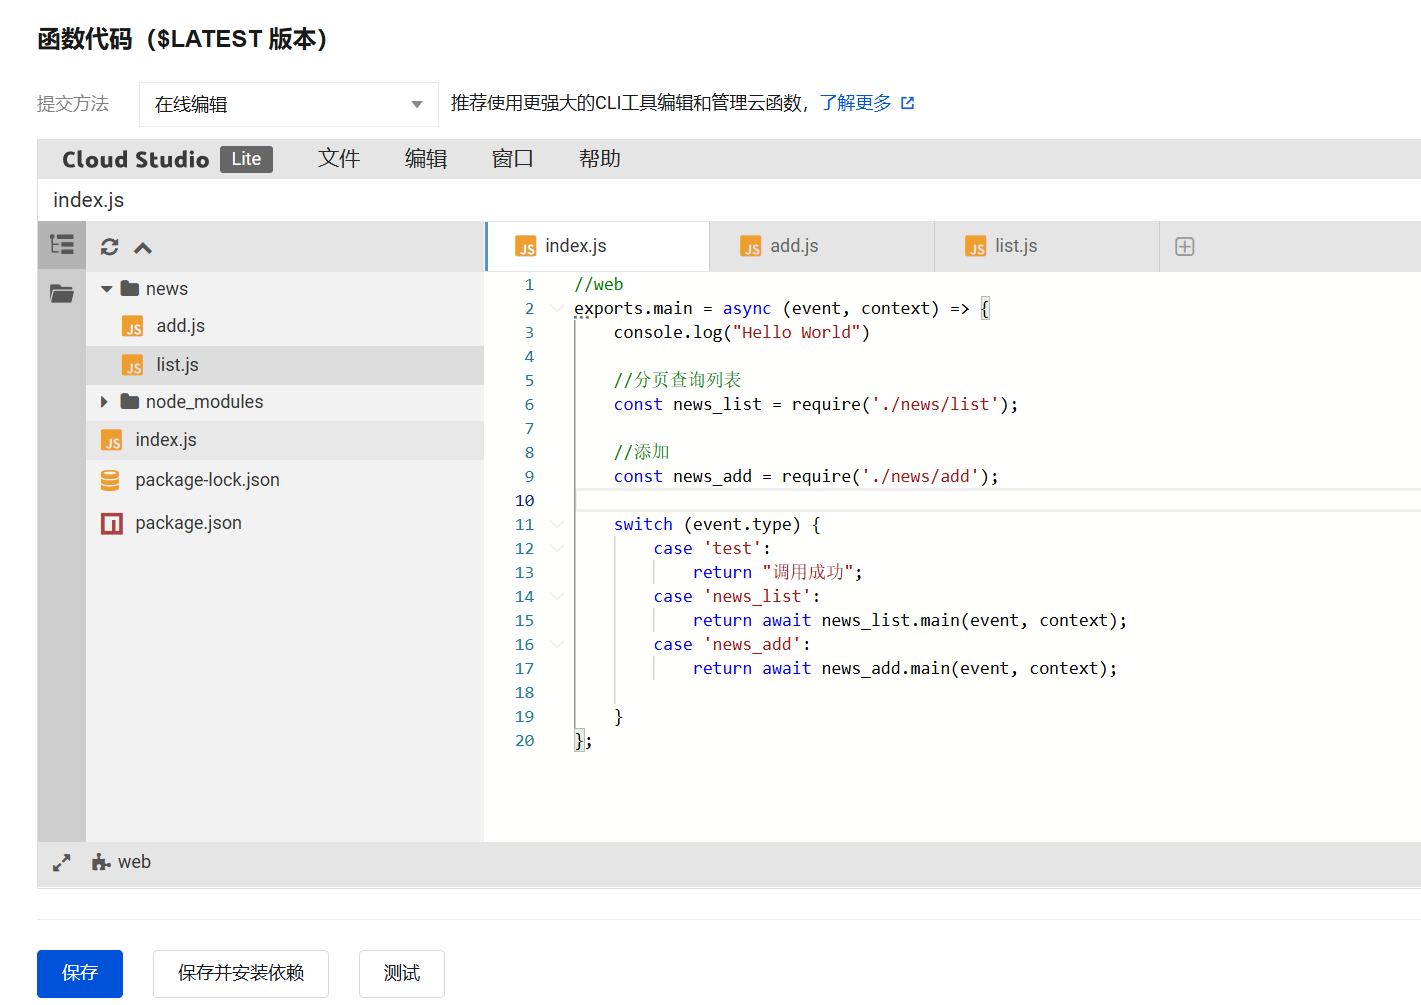 函数代码（$LATEST 版本）
提交方法
在线编辑
推荐使用更强大的CLI工具编辑和管理云函数，了解更多
Cloud Studio Lite 文件 编辑 窗口 帮助
index.js
news
add.js
list.js
node_modules
index.js
package-lock.json
package.json
index.js add.js list.js
1 //web
2 exports.main = async (event, context) => {
3 console.log("Hello World")
4
5 //分页查询列表
6 const news_list = require('./news/list');
7
8 //添加
9 const news_add = require('./news/add');
10
11 switch (event.type) {
12 case 'test':
13 return "调用成功";
14 case 'news_list':
15 return await news_list.main(event, context);
16 case 'news_add':
17 return await news_add.main(event, context);
18
19 }
20 };
web
保存 保存并安装依赖 测试